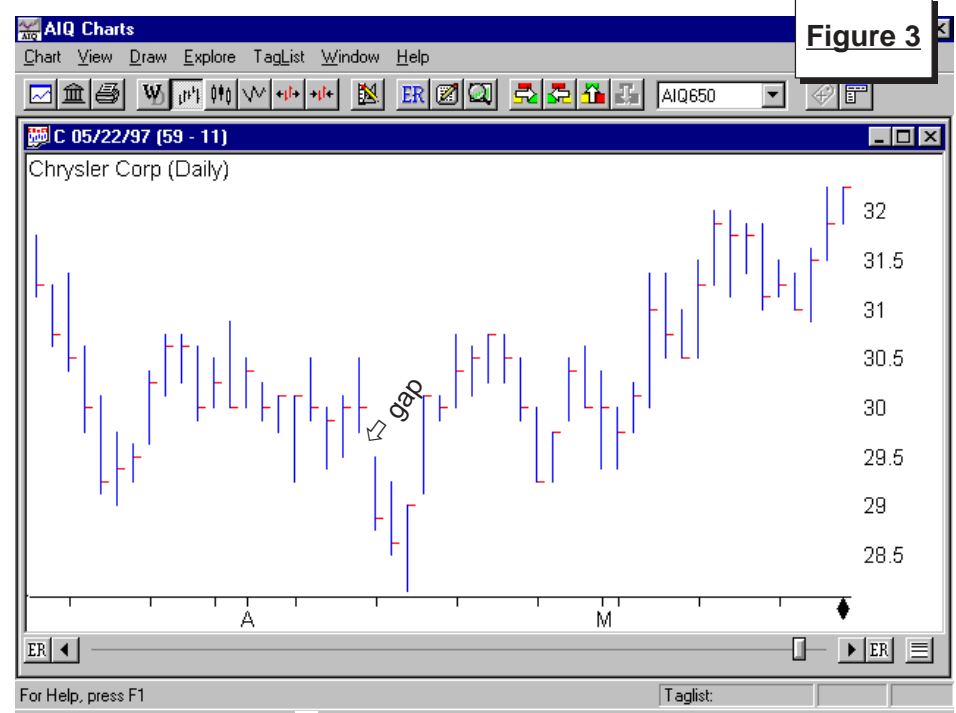 AIQ Charts
Figure 3
Chart View Draw Explore TagList Window Help
W ER AIQ650
C 05/22/97 (59 - 11)
Chrysler Corp (Daily)
32
31.5
31
30.5
30
29.5
29
28.5
gap
A M
ER ER
For Help, press F1 Taglist: